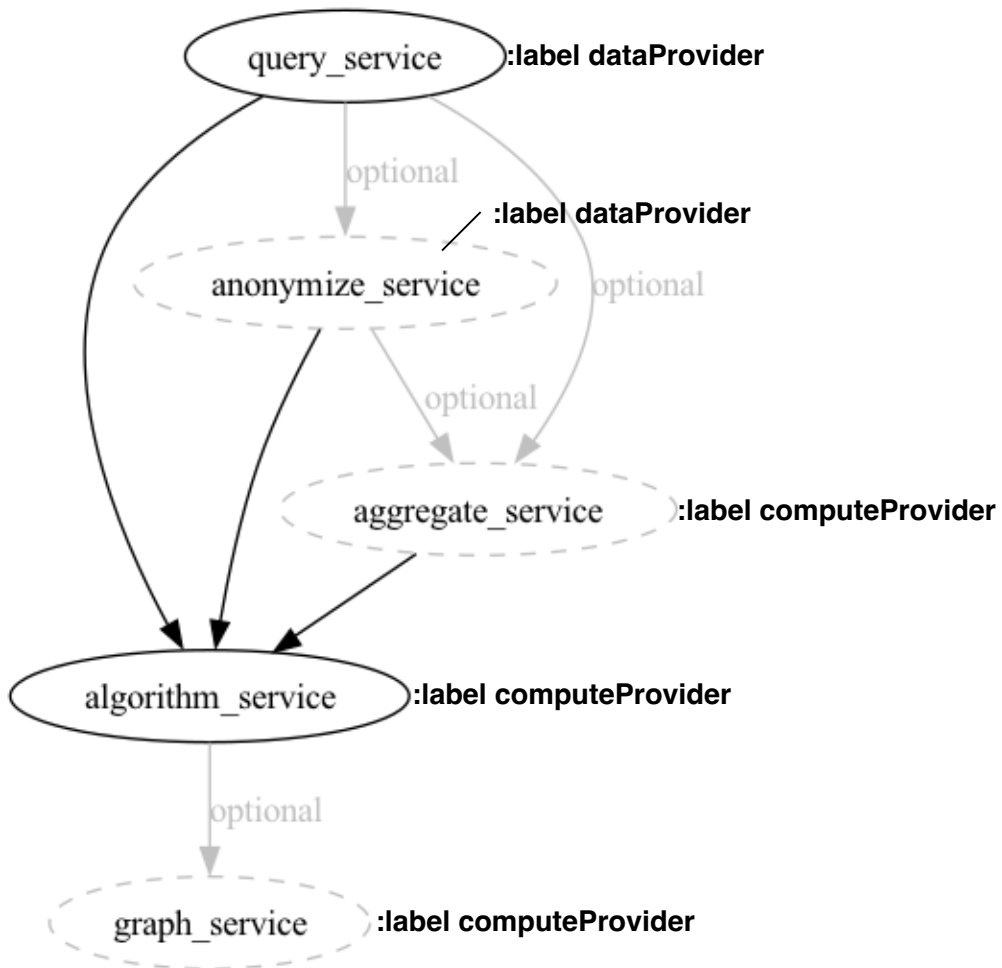 query_service :label dataProvider
optional
:label dataProvider
anonymize_service
optional
optional
aggregate_service :label computeProvider
algorithm_service :label computeProvider
optional
graph_service :label computeProvider